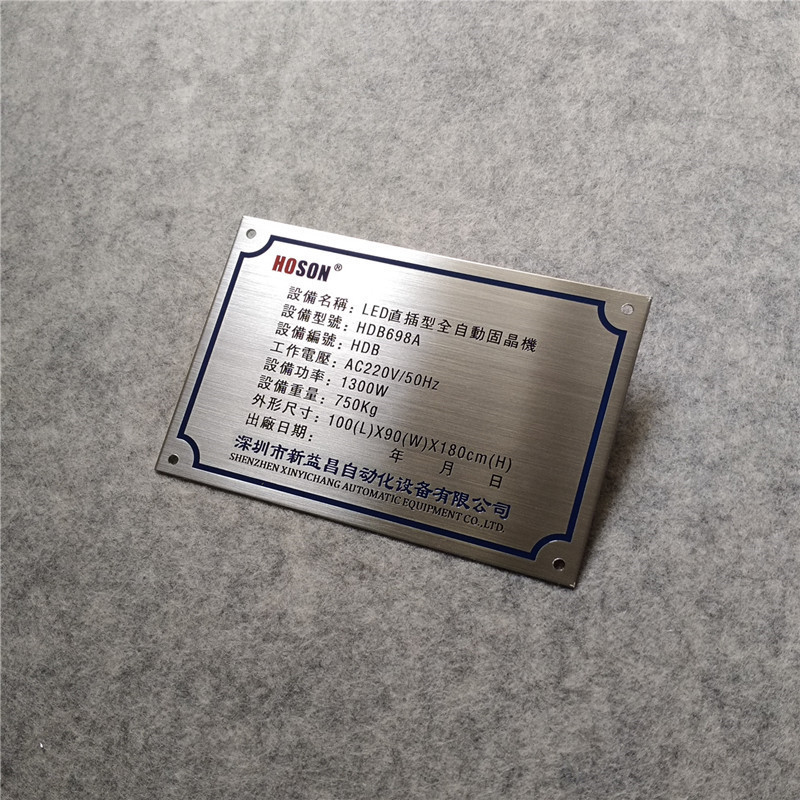 HOSON®
設備名稱：LED直插型全自動固晶機
設備型號：HDB698A
設備編號：HDB
工作電壓：AC220V/50Hz
設備功率：1300W
設備重量：750Kg
外形尺寸：100(L)X90(W)X180cm(H)
出廠日期： 年 月 日
深圳市新益昌自动化设备有限公司
SHENZHEN XINYICHANG AUTOMATIC EQUIPMENT CO.,LTD.